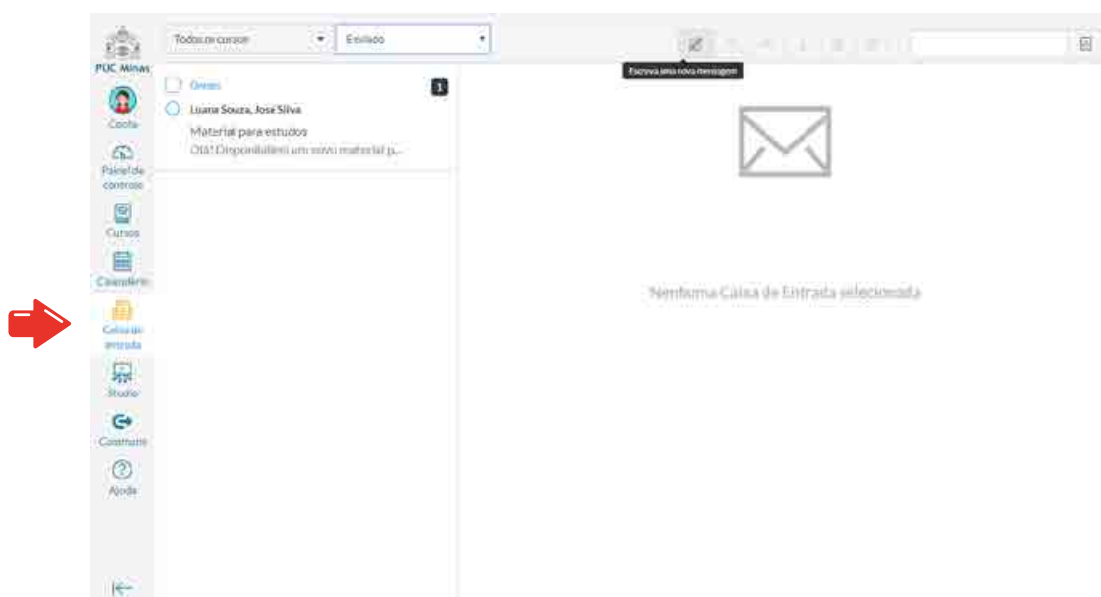 Todos os cursos
Enviado
PUC Minas
Escreva uma nova mensagem
1
Luana Souza, José Silva
Conta
Material para estudos
Olá! Disponibilizei um novo material p...
Painel de
controle
Cursos
Calendário
Nenhuma Caixa de Entrada selecionada
Caixa de
entrada
Studio
Commons
Ajuda